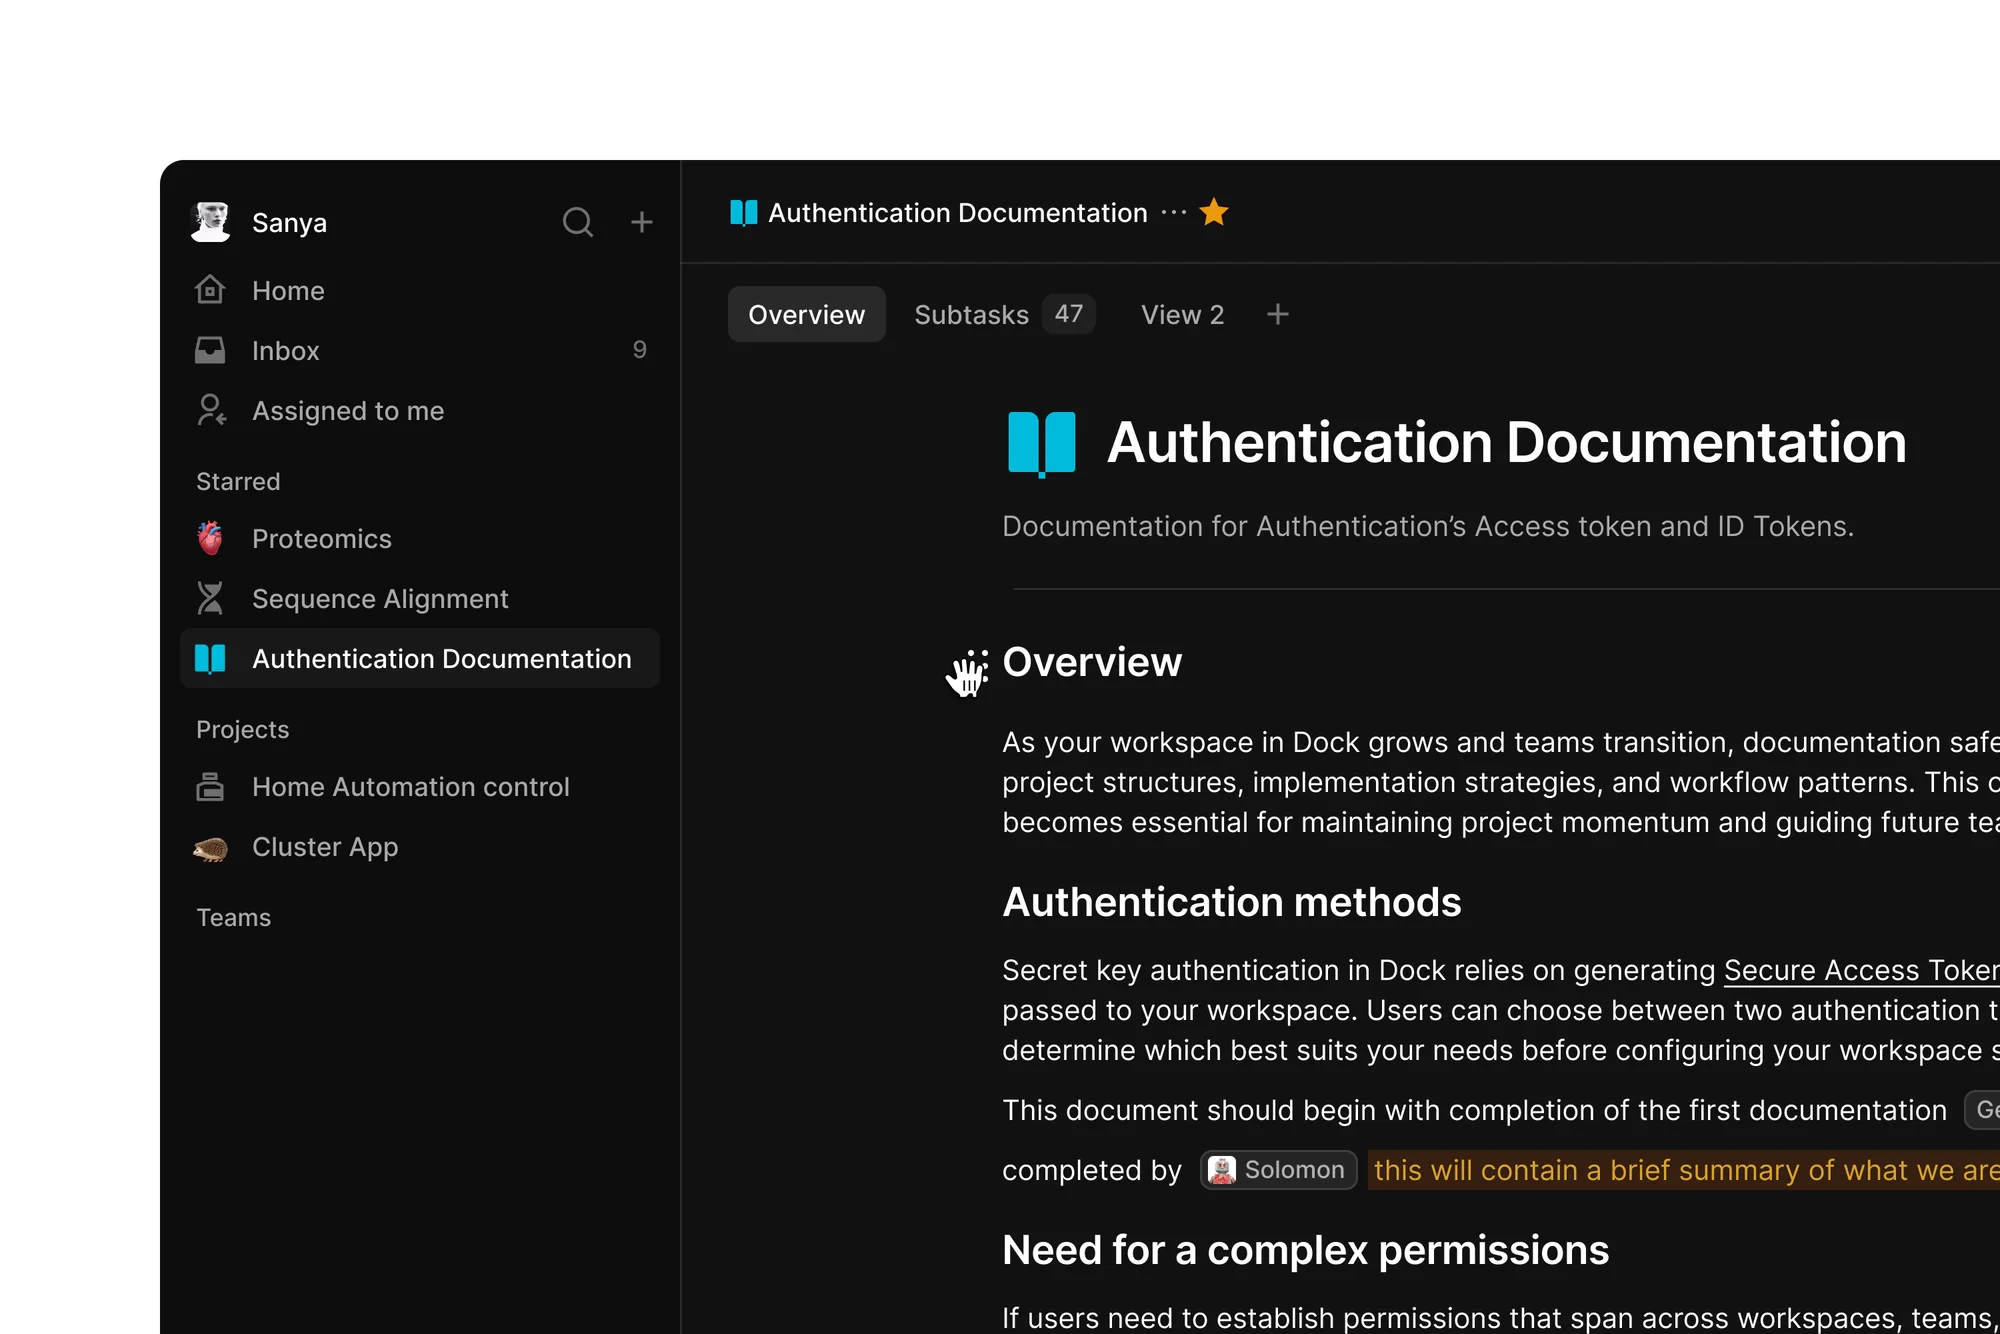 Sanya
Home
Inbox 9
Assigned to me
Starred
Proteomics
Sequence Alignment
Authentication Documentation
Projects
Home Automation control
Cluster App
Teams
Authentication Documentation ···
Overview Subtasks 47 View 2 +
Authentication Documentation
Documentation for Authentication’s Access token and ID Tokens.
Overview
As your workspace in Dock grows and teams transition, documentation safe
project structures, implementation strategies, and workflow patterns. This
becomes essential for maintaining project momentum and guiding future
Authentication methods
Secret key authentication in Dock relies on generating Secure Access Token
passed to your workspace. Users can choose between two authentication
determine which best suits your needs before configuring your workspace
This document should begin with completion of the first documentation
completed by Solomon this will contain a brief summary of what we are
Need for a complex permissions
If users need to establish permissions that span across workspaces, teams,